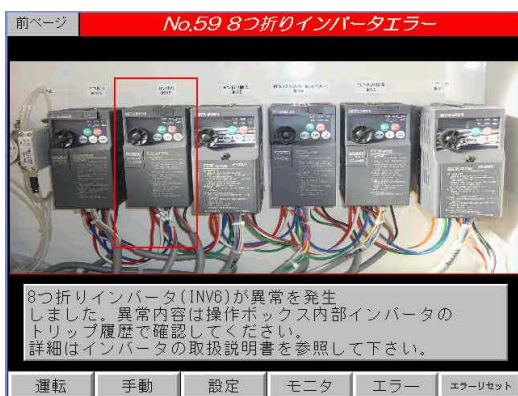 前ページ
No.59 8つ折りインバータエラー
8つ折りインバータ(INV6)が異常を発生
しました。異常内容は操作ボックス内部インバータの
トリップ履歴で確認してください。
詳細はインバータの取扱説明書を参照して下さい。
運転
手動
設定
モニタ
エラー
エラーリセット